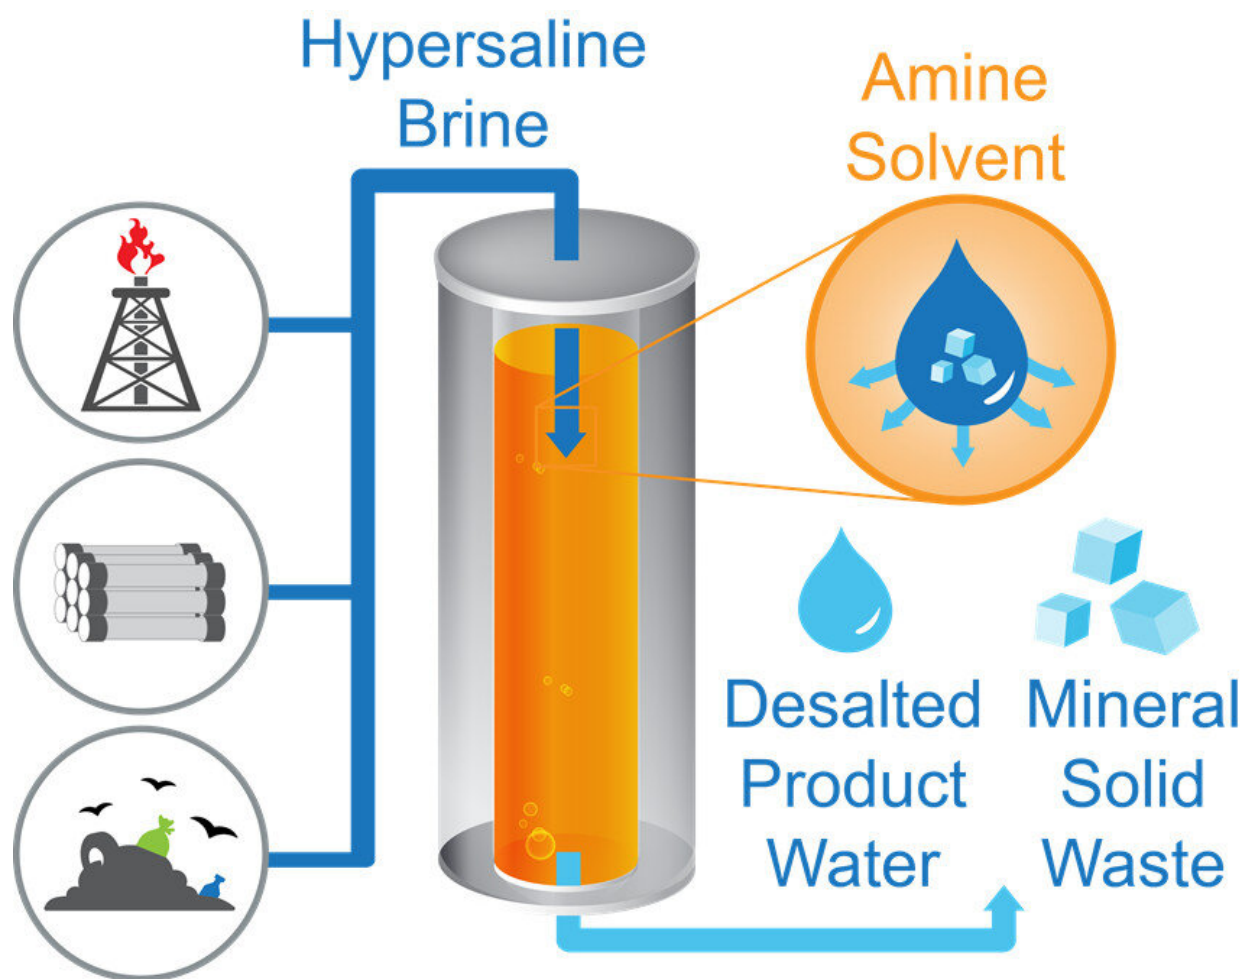 Hypersaline
Brine
Amine
Solvent
Desalted
Product
Water
Mineral
Solid
Waste